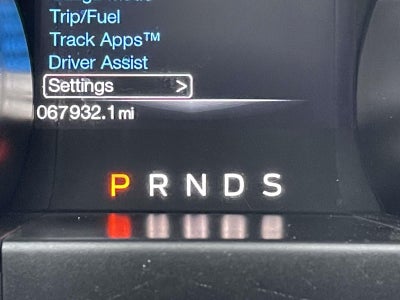 Trip/Fuel
Track Apps™
Driver Assist
Settings >
067932.1 mi
P R N D S